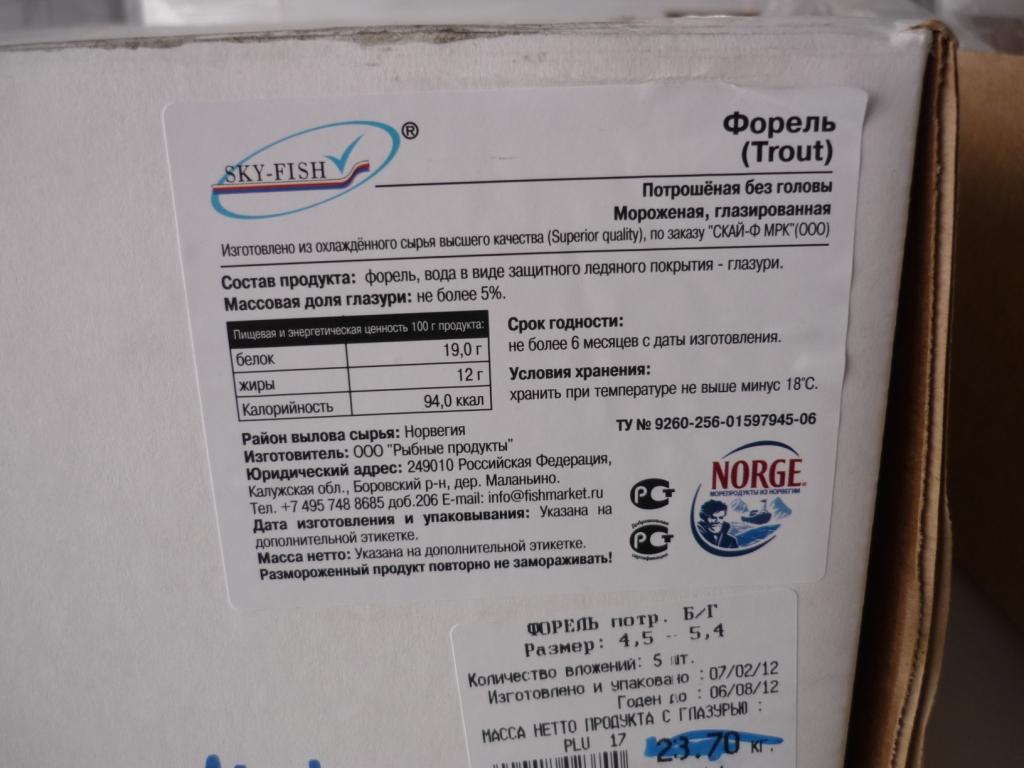 SKY-FISH ®
Форель
(Trout)
Потрошёная без головы
Мороженая, глазированная
Изготовлено из охлаждённого сырья высшего качества (Superior quality), по заказу "СКАЙ-Ф МРК"(ООО)
Состав продукта: форель, вода в виде защитного ледяного покрытия - глазури.
Массовая доля глазури: не более 5%.
Пищевая и энергетическая ценность 100 г продукта:
белок 19,0 г
жиры 12 г
Калорийность 94,0 ккал
Срок годности:
не более 6 месяцев с даты изготовления.
Условия хранения:
хранить при температуре не выше минус 18°С.
ТУ № 9260-256-01597945-06
Район вылова сырья: Норвегия
Изготовитель: ООО "Рыбные продукты"
Юридический адрес: 249010 Российская Федерация,
Калужская обл., Боровский р-н, дер. Маланьино.
Тел. +7 495 748 8685 доб.206 E-mail: info@fishmarket.ru
Дата изготовления и упаковывания: Указана на
дополнительной этикетке.
Масса нетто: Указана на дополнительной этикетке.
Размороженный продукт повторно не замораживать!
РСТ
Добровольная
РСТ
сертификация
NORGE
МОРЕПРОДУКТЫ ИЗ НОРВЕГИИ
ФОРЕЛЬ потр. Б/Г
Размер: 4,5 - 5,4
Количество вложений: 5 шт.
Изготовлено и упаковано : 07/02/12
Годен до : 06/08/12
МАССА НЕТТО ПРОДУКТА С ГЛАЗУРЬЮ :
PLU 17 23.70 кг.